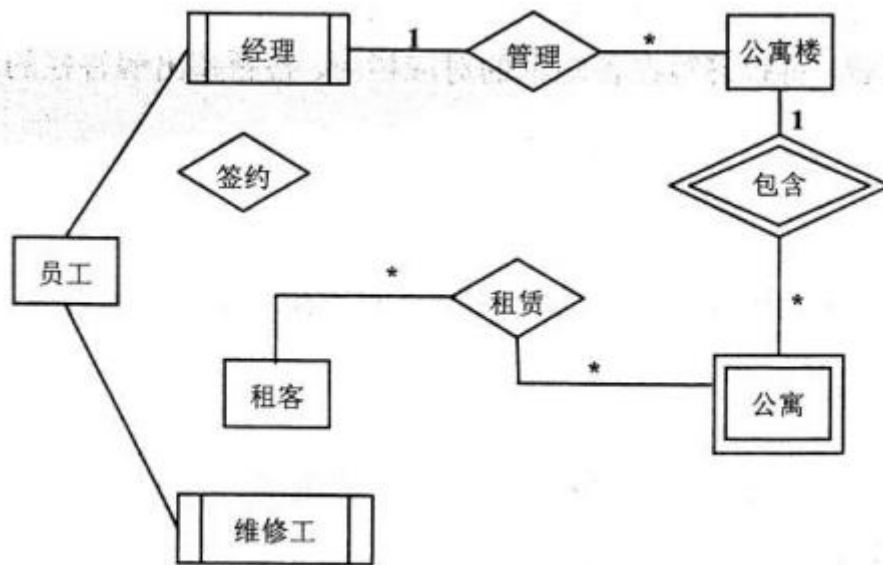 经理
1
管理
*
公寓楼
1
签约
包含
员工
*
租赁
*
租客
*
公寓
维修工